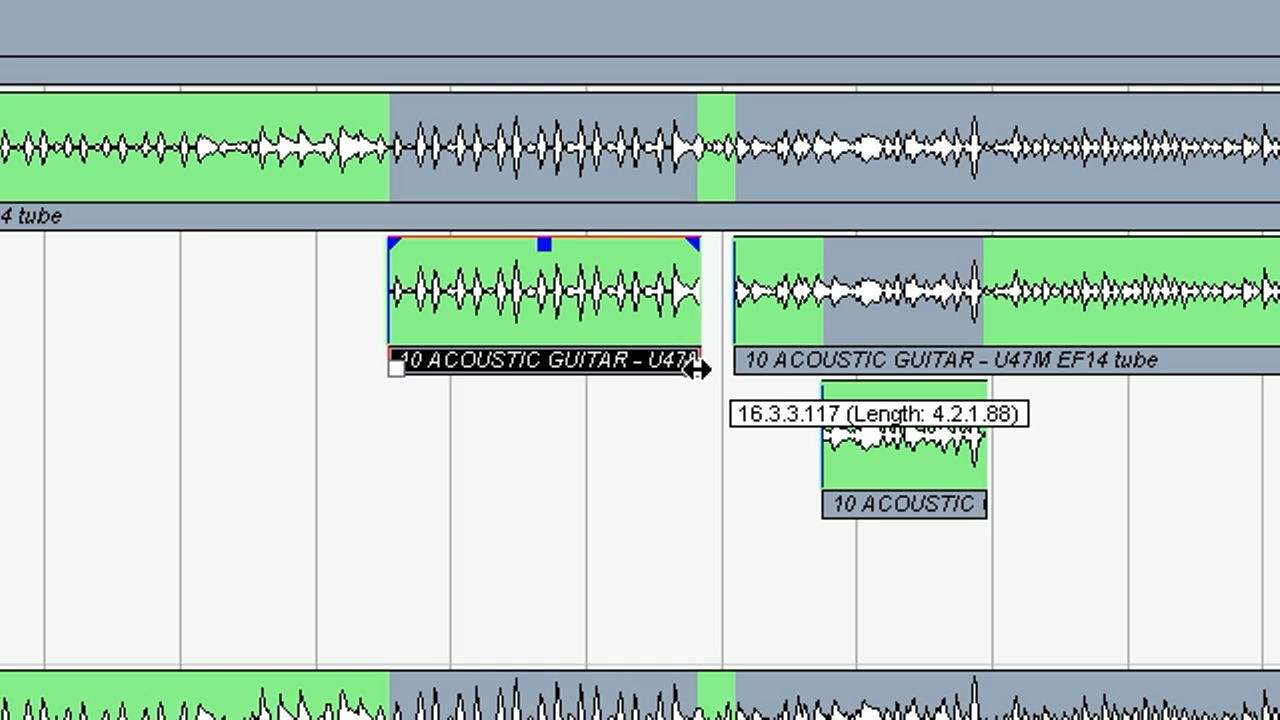 4 tube
10 ACOUSTIC GUITAR - U47M
10 ACOUSTIC GUITAR - U47M EF14 tube
16.3.3.117 (Length: 4.2.1.88)
10 ACOUSTIC